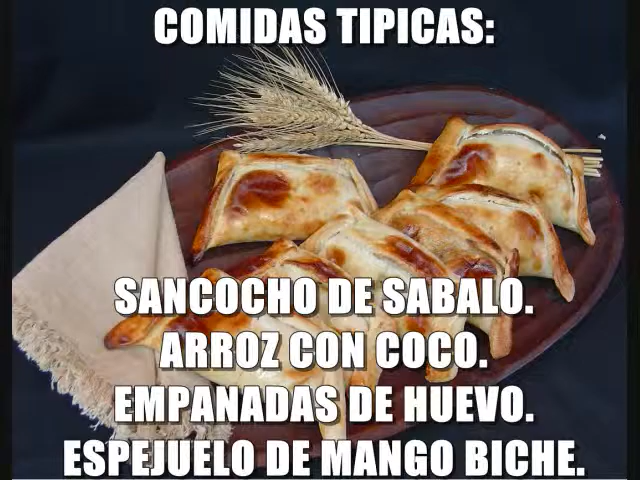 COMIDAS TIPICAS:
SANCOCHO DE SABALO.
ARROZ CON COCO.
EMPANADAS DE HUEVO.
ESPEJUELO DE MANGO BICHE.